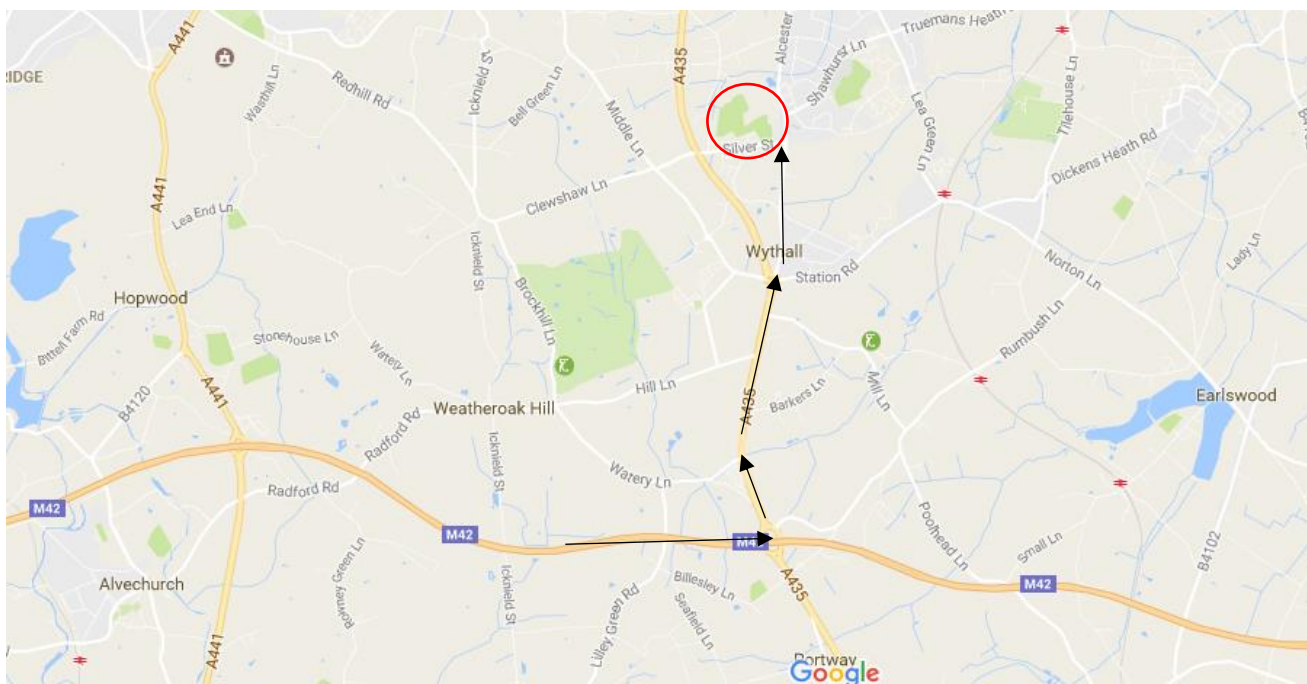 A441
RIDGE
Wasthill Ln
Redhill Rd
Icknield St
Bell Green Ln
Middle Ln
A435
Alcester
Shawhurst Ln
Truemans Heath
Lea Green Ln
Tilehouse Ln
Dickens Heath Rd
Silver St
Clewshaw Ln
A441
Lea End Ln
Icknield St
Wythall
Station Rd
Norton Ln
Lady Ln
Hopwood
Brockhill Ln
Bittell Farm Rd
Stonehouse Ln
Watery Ln
Rumbush Ln
Hill Ln
Barkers Ln
Mill Ln
A435
A441
B4120
Weatheroak Hill
Earlswood
Radford Rd
Icknield St
Watery Ln
Radford Rd
M42
M42
M42
Poolhead Ln
Small Ln
B4102
M42
Alvechurch
Rowney Green Ln
Icknield St
Billesley Ln
A435
Seafield Ln
Lilley Green Rd
A441
Portway
Google